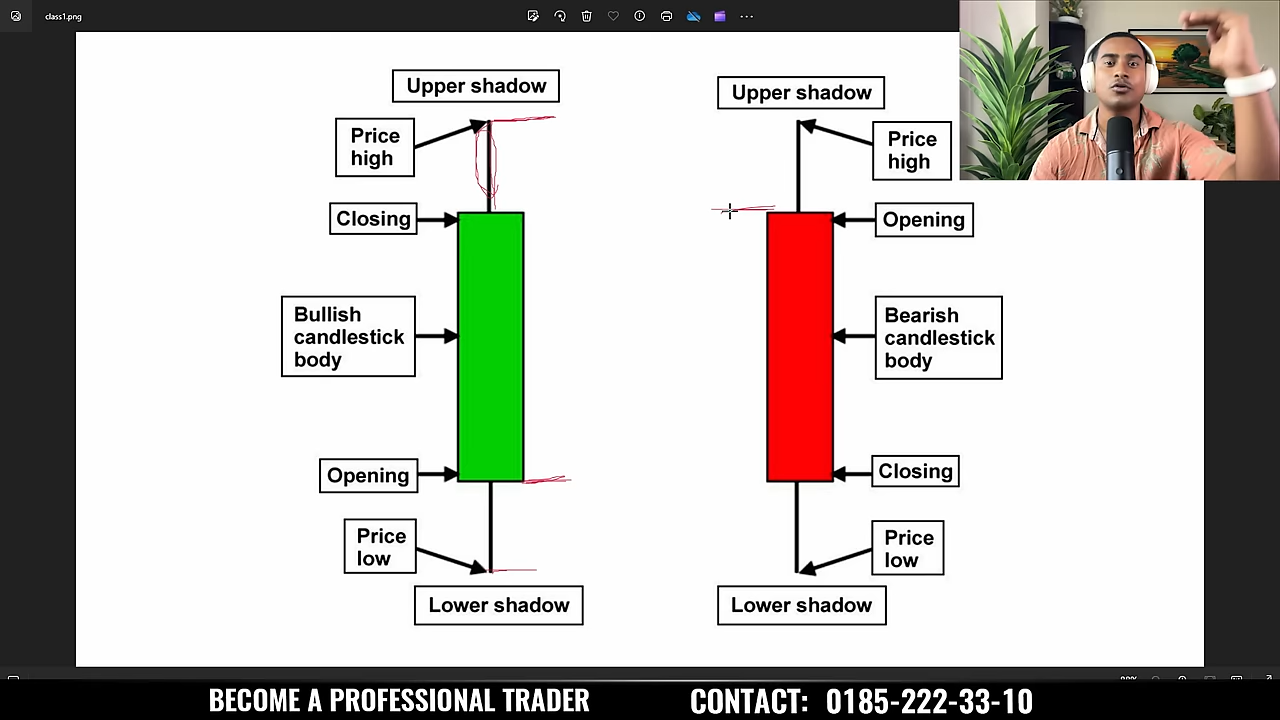 class1.png
Upper shadow
Price
high
Closing
Bullish
candlestick
body
Opening
Price
low
Lower shadow
Upper shadow
Price
high
Opening
Bearish
candlestick
body
Closing
Price
low
Lower shadow
BECOME A PROFESSIONAL TRADER
CONTACT: 0185-222-33-10